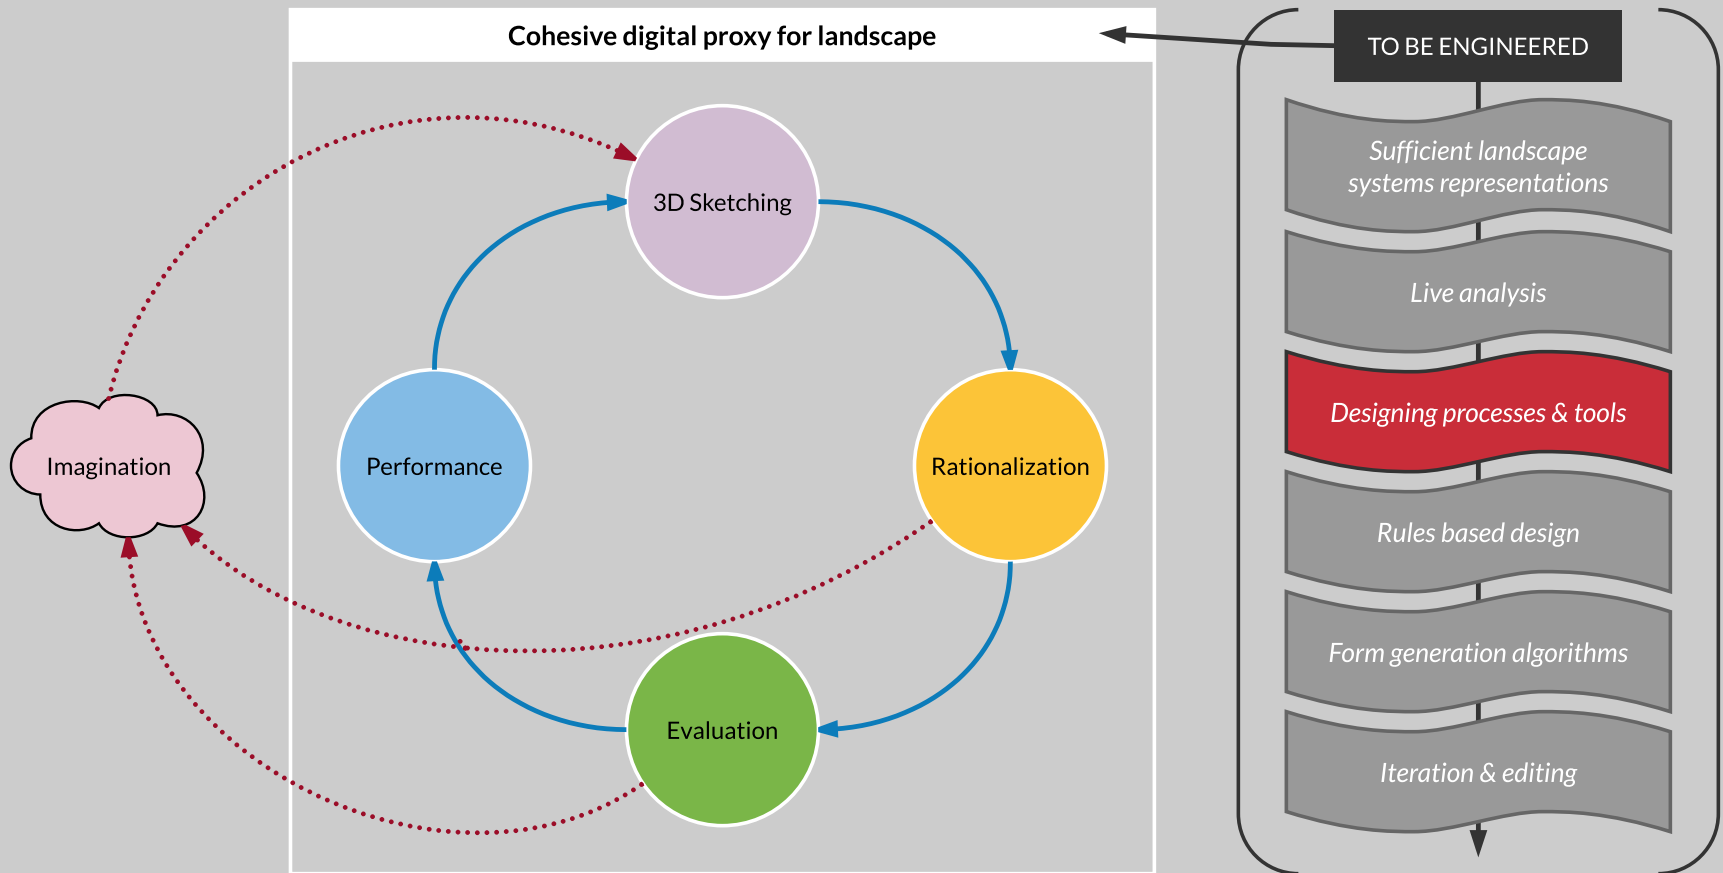 Cohesive digital proxy for landscape
TO BE ENGINEERED
3D Sketching
Imagination
Performance
Rationalization
Evaluation
Sufficient landscape
systems representations
Live analysis
Designing processes & tools
Rules based design
Form generation algorithms
Iteration & editing